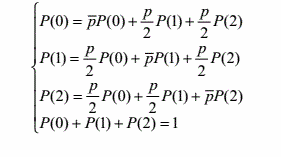 P(0) = p̅P(0) + p/2 P(1) + p/2 P(2)
P(1) = p/2 P(0) + p̅P(1) + p/2 P(2)
P(2) = p/2 P(0) + p/2 P(1) + p̅P(2)
P(0) + P(1) + P(2) = 1